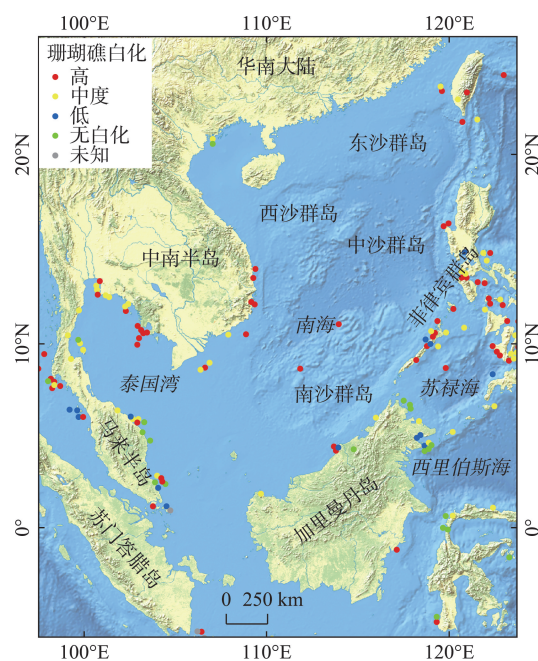 100°E
110°E
120°E
珊瑚礁白化
高
中度
低
无白化
未知
华南大陆
20°N
20°N
东沙群岛
西沙群岛
中沙群岛
中南半岛
菲律宾群岛
南海
10°N
10°N
泰国湾
南沙群岛
苏禄海
马来半岛
西里伯斯海
加里曼丹岛
苏门答腊岛
0°
0°
0 250 km
100°E
110°E
120°E